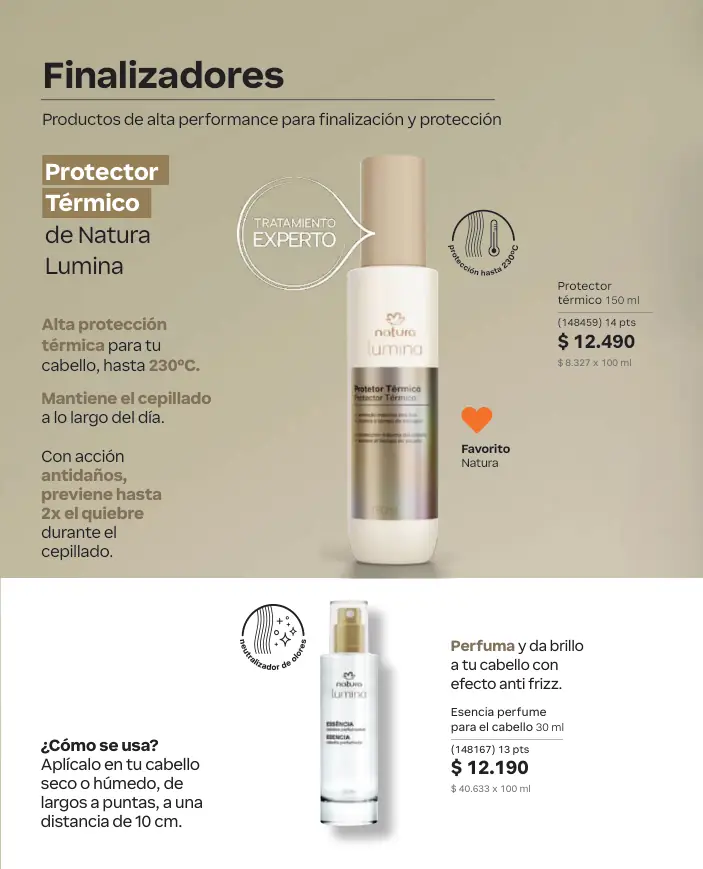 Finalizadores
Productos de alta performance para finalización y protección
Protector
Térmico
de Natura
Lumina
Alta protección
térmica para tu
cabello, hasta 230ºC.
Mantiene el cepillado
a lo largo del día.
Con acción
antidaños,
previene hasta
2x el quiebre
durante el
cepillado.
TRATAMIENTO
EXPERTO
natura
lumina
Protetor Térmico
Protector Térmico
protección hasta 230ºC
Favorito
Natura
Protector
térmico 150 ml
(148459) 14 pts
$ 12.490
$ 8.327 x 100 ml
neutralizador de olores
natura
lumina
ESSÊNCIA
ESENCIA
¿Cómo se usa?
Aplícalo en tu cabello
seco o húmedo, de
largos a puntas, a una
distancia de 10 cm.
Perfuma y da brillo
a tu cabello con
efecto anti frizz.
Esencia perfume
para el cabello 30 ml
(148167) 13 pts
$ 12.190
$ 40.633 x 100 ml